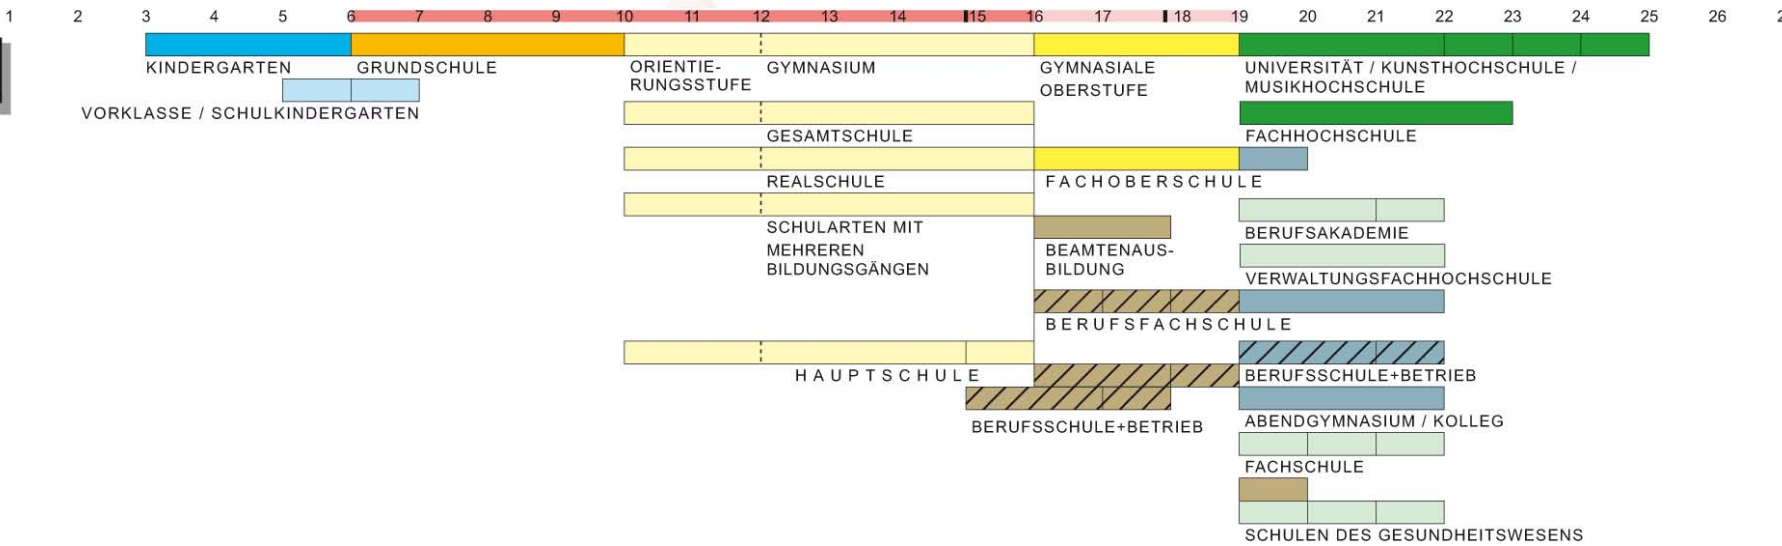 1 2 3 4 5 6 7 8 9 10 11 12 13 14 15 16 17 18 19 20 21 22 23 24 25 26
KINDERGARTEN
GRUNDSCHULE
ORIENTIE-
RUNGSSTUFE
GYMNASIUM
GYMNASIALE
OBERSTUFE
UNIVERSITÄT / KUNSTHOCHSCHULE /
MUSIKHOCHSCHULE
VORKLASSE / SCHULKINDERGARTEN
GESAMTSCHULE
FACHHOCHSCHULE
REALSCHULE
FACHOBERSCHULE
SCHULARTEN MIT
MEHREREN
BILDUNGSGÄNGEN
BEAMTENAUS-
BILDUNG
BERUFSAKADEMIE
VERWALTUNGSFACHHOCHSCHULE
BERUFSFACHSCHULE
HAUPTSCHULE
BERUFSSCHULE+BETRIEB
BERUFSSCHULE+BETRIEB
ABENDGYMNASIUM / KOLLEG
FACHSCHULE
SCHULEN DES GESUNDHEITSWESENS